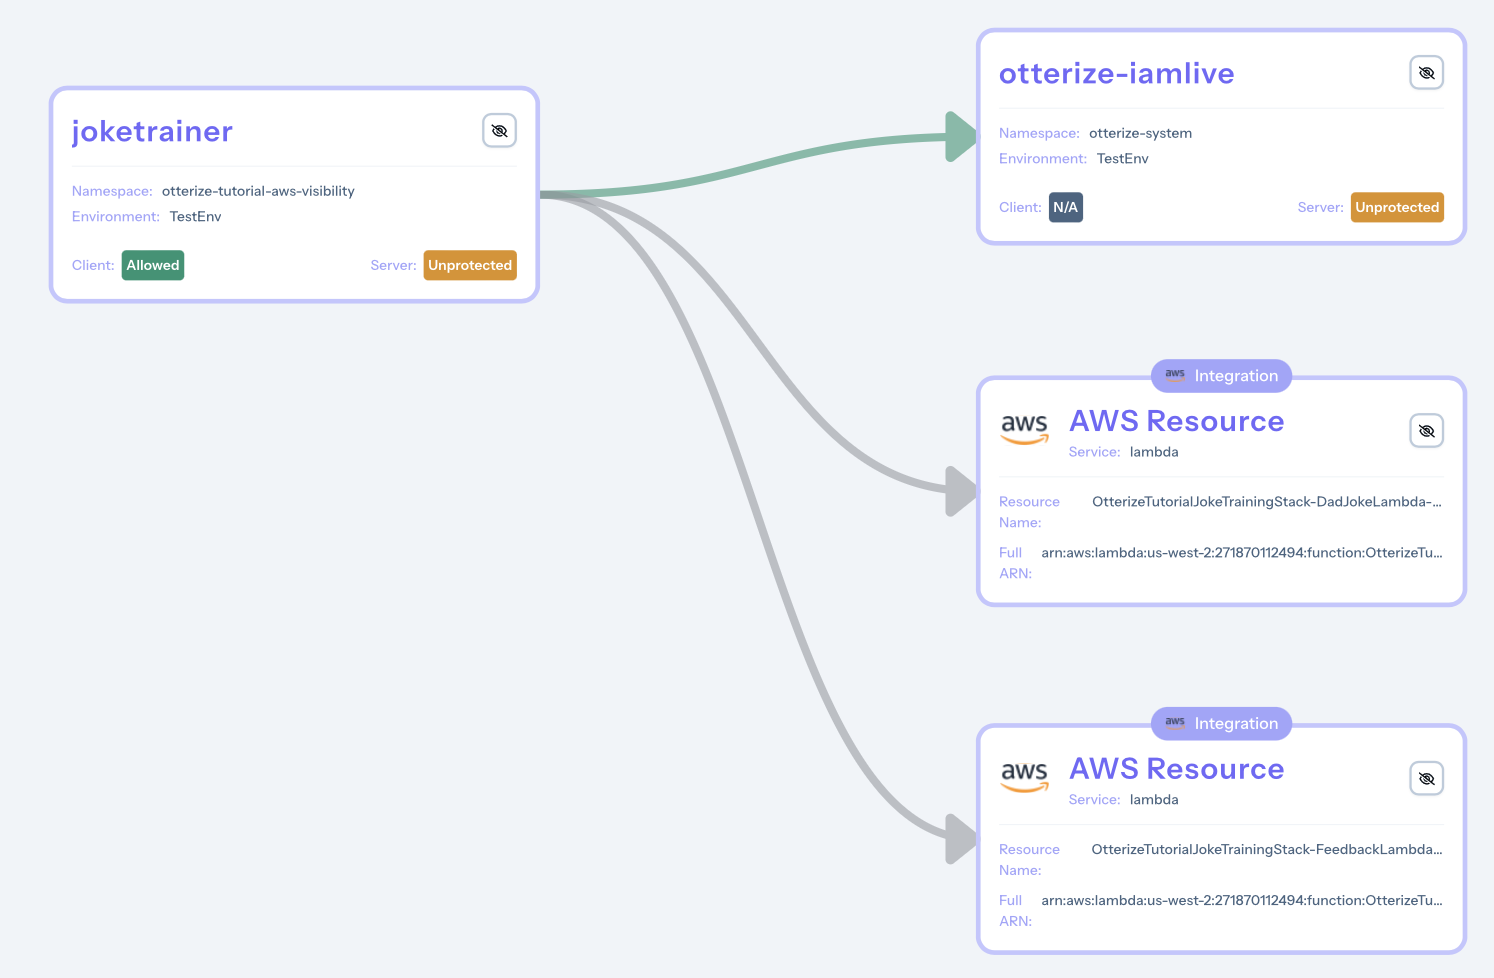 joketrainer
Namespace: otterize-tutorial-aws-visibility
Environment: TestEnv
Client: Allowed Server: Unprotected
otterize-iamlive
Namespace: otterize-system
Environment: TestEnv
Client: N/A Server: Unprotected
aws Integration
aws AWS Resource
Service: lambda
Resource Name: OtterizeTutorialJokeTrainingStack-DadJokeLambda-...
Full ARN: arn:aws:lambda:us-west-2:271870112494:function:OtterizeTu...
aws Integration
aws AWS Resource
Service: lambda
Resource Name: OtterizeTutorialJokeTrainingStack-FeedbackLambda...
Full ARN: arn:aws:lambda:us-west-2:271870112494:function:OtterizeTu...